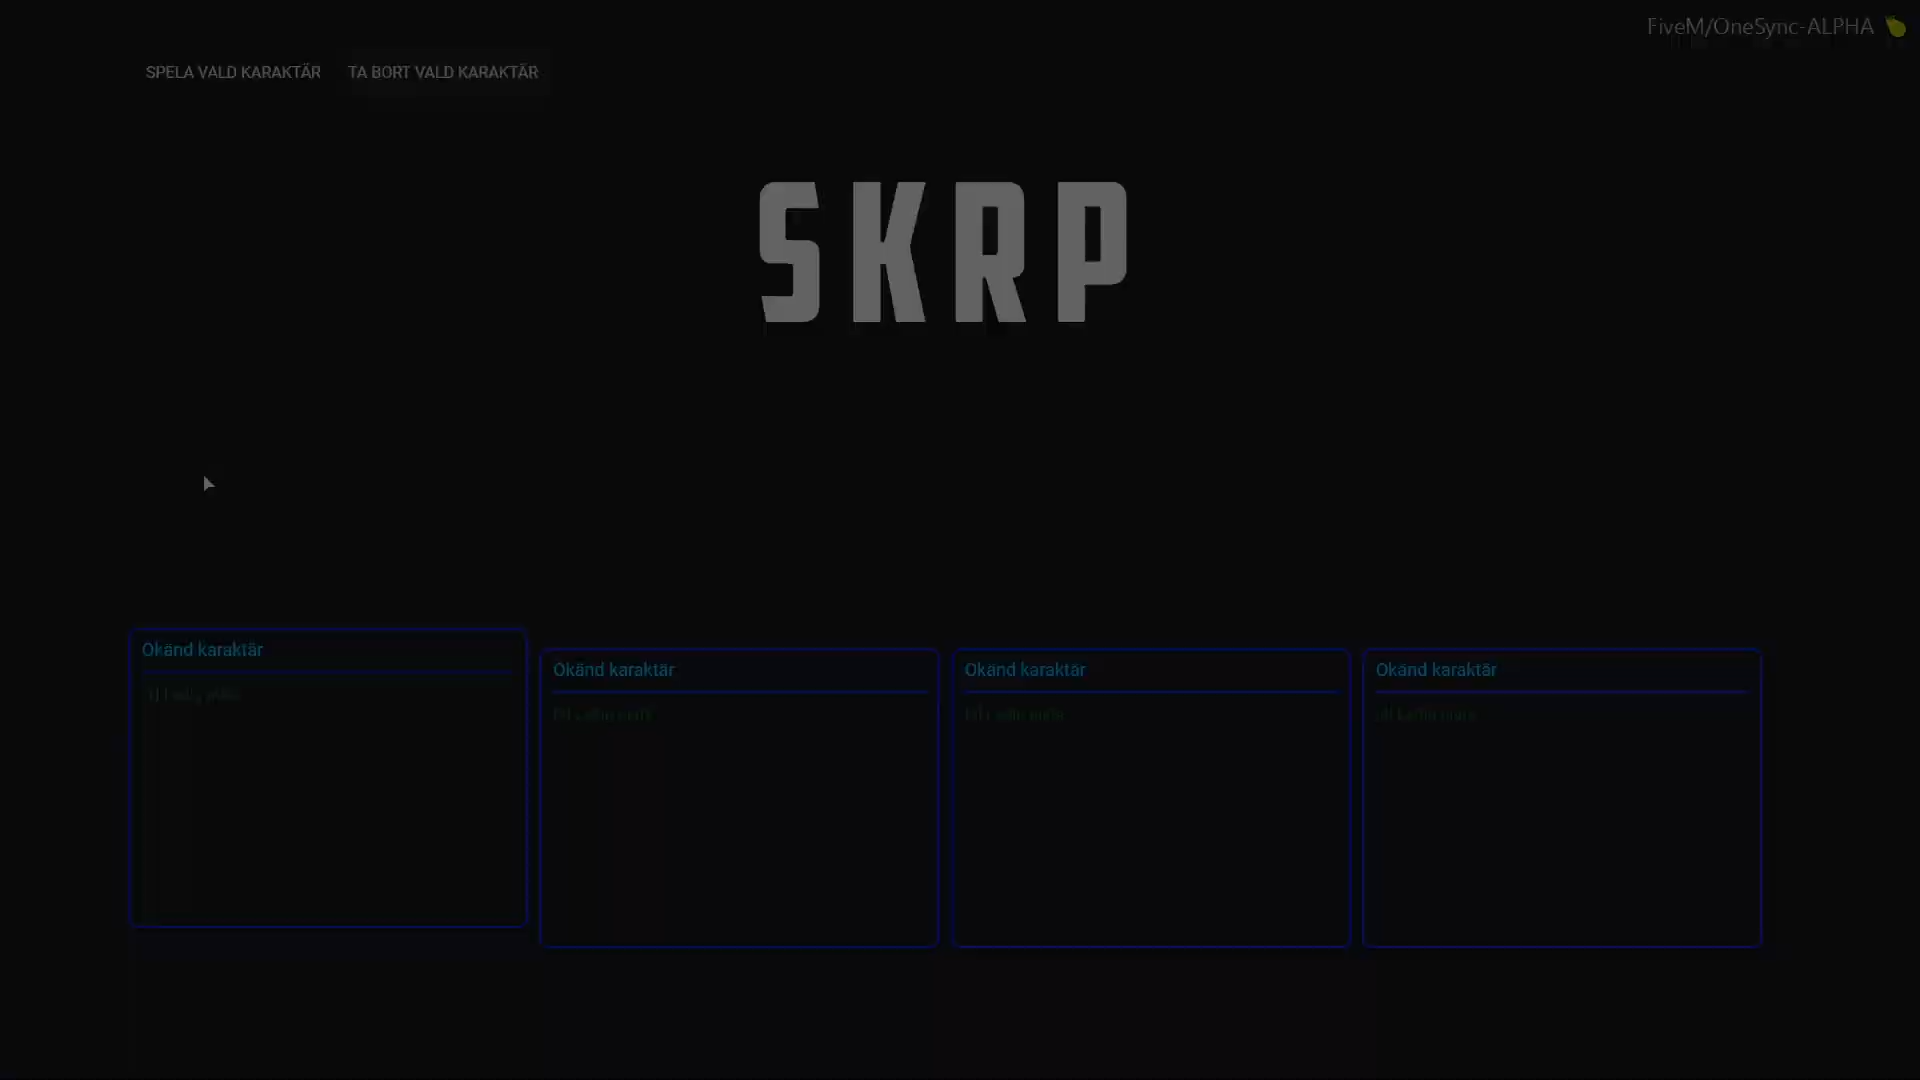 FiveM/OneSync-ALPHA
SPELA VALD KARAKTÄR TA BORT VALD KARAKTÄR
SKRP
Okänd karaktär
Okänd karaktär
Okänd karaktär
Okänd karaktär